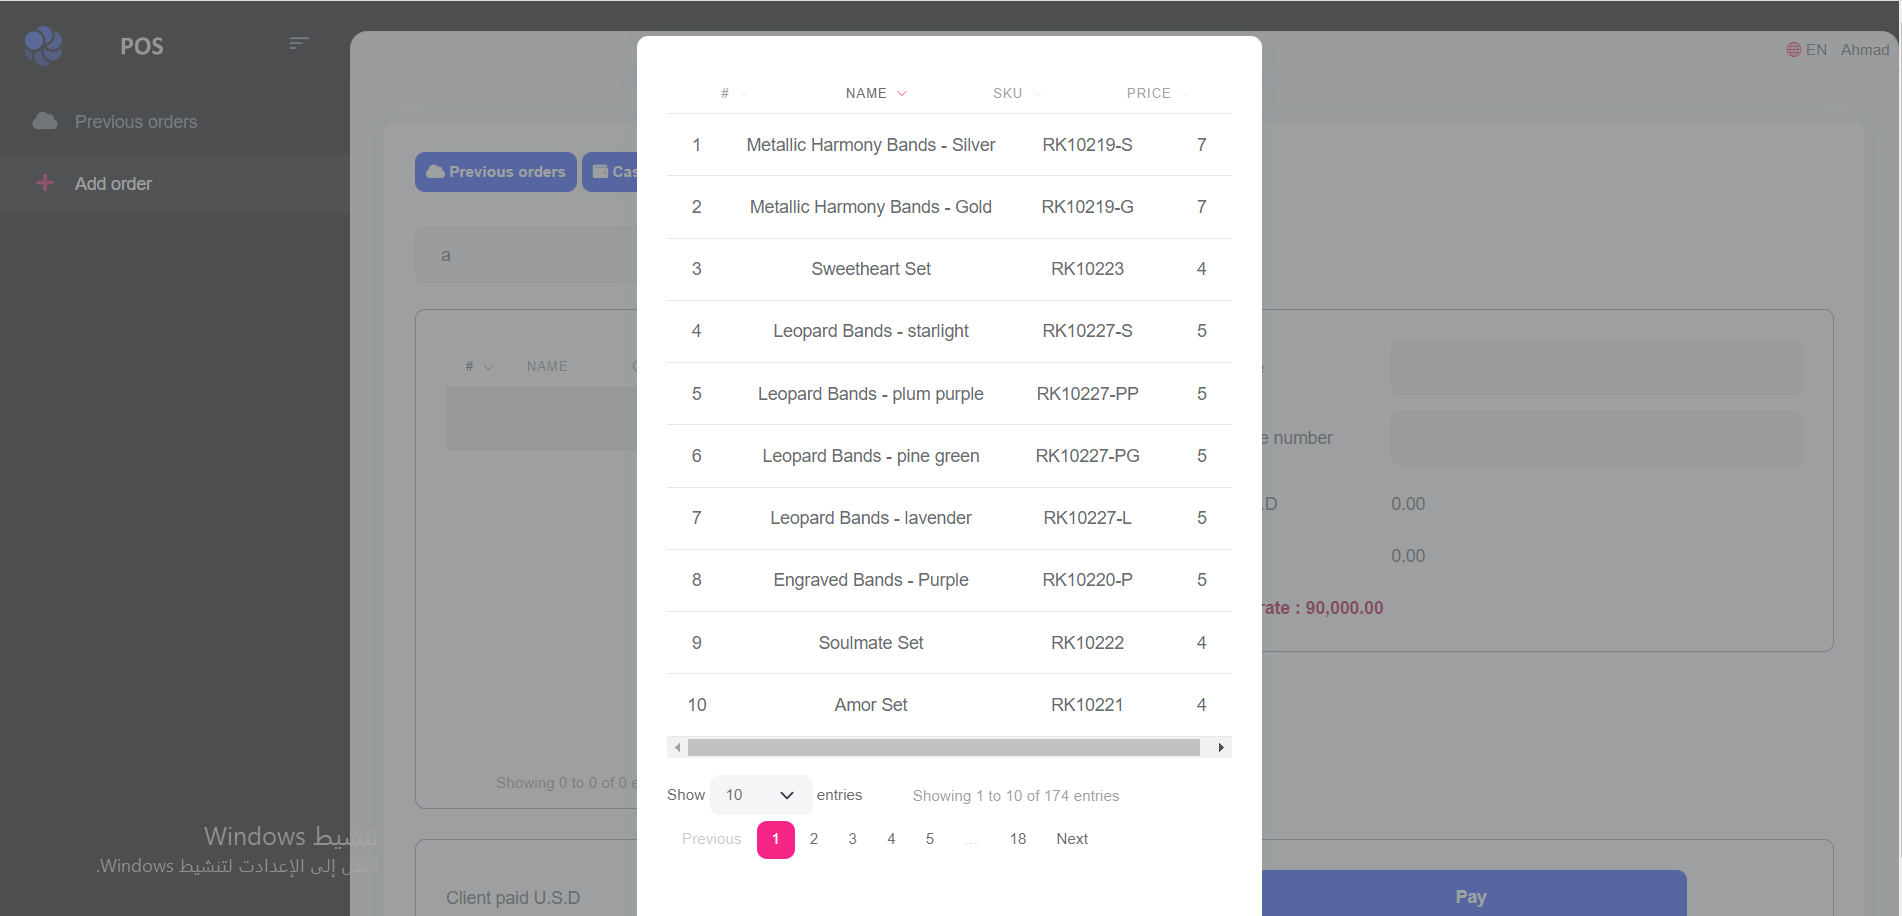 POS
EN Ahmad
Previous orders
Add order
Previous orders
a
# NAME
Showing 0 to 0 of 0
# NAME SKU PRICE
1 Metallic Harmony Bands - Silver RK10219-S 7
2 Metallic Harmony Bands - Gold RK10219-G 7
3 Sweetheart Set RK10223 4
4 Leopard Bands - starlight RK10227-S 5
5 Leopard Bands - plum purple RK10227-PP 5
6 Leopard Bands - pine green RK10227-PG 5
7 Leopard Bands - lavender RK10227-L 5
8 Engraved Bands - Purple RK10220-P 5
9 Soulmate Set RK10222 4
10 Amor Set RK10221 4
Show 10 entries Showing 1 to 10 of 174 entries
Previous 1 2 3 4 5 ... 18 Next
number
0.00
0.00
rate : 90,000.00
تنشيط Windows
انتقل إلى الإعدادت لتنشيط Windows.
Client paid U.S.D
Pay